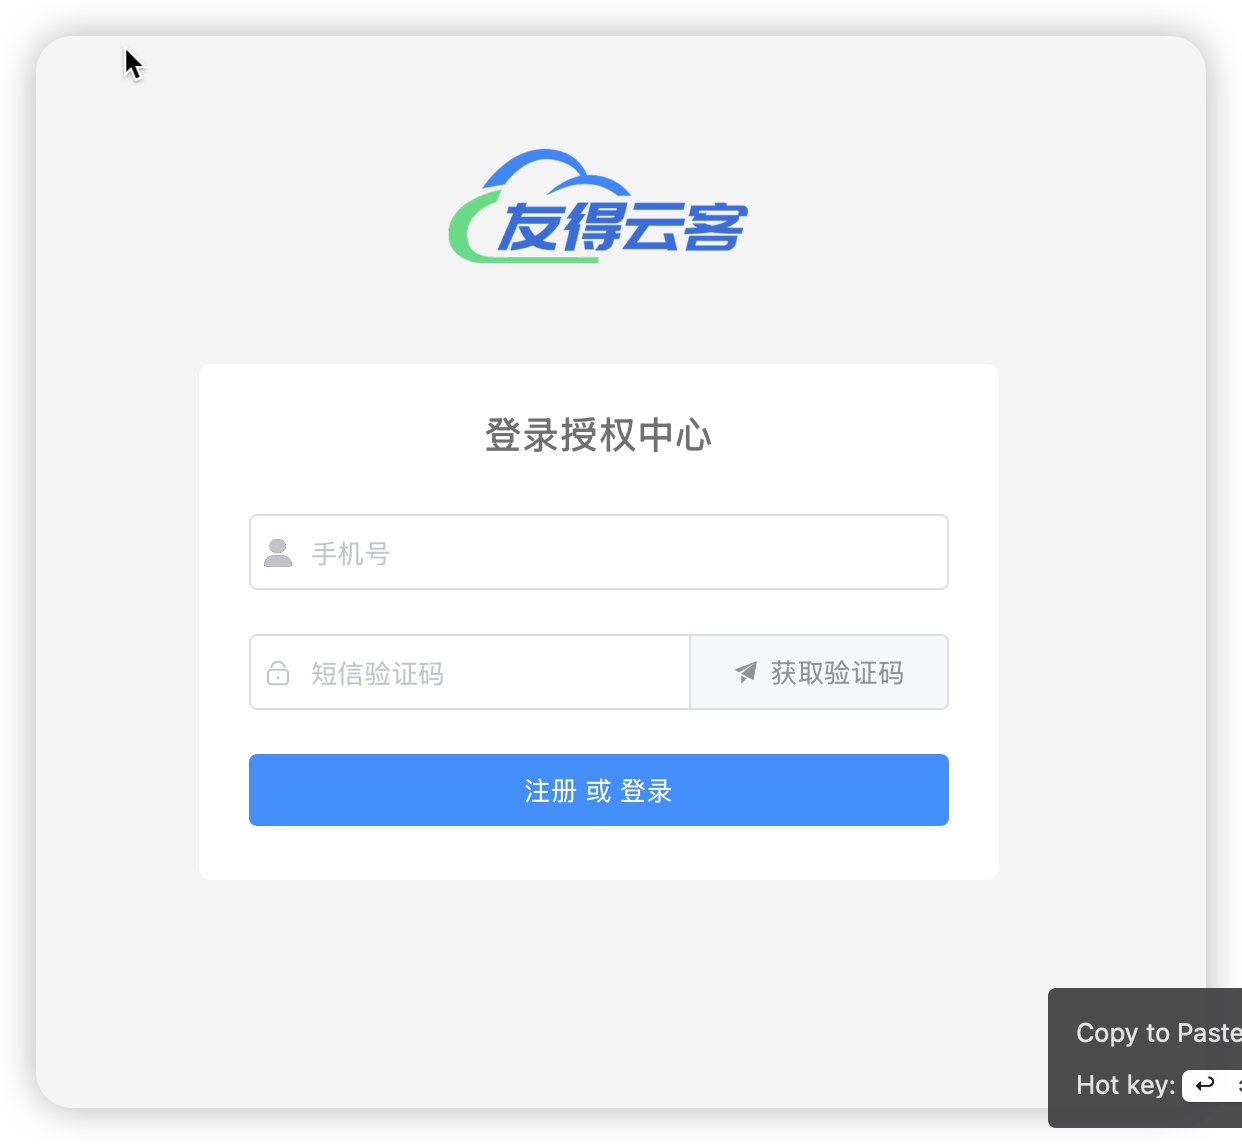 友得云客
登录授权中心
手机号
短信验证码
获取验证码
注册 或 登录
Copy to Paste
Hot key: